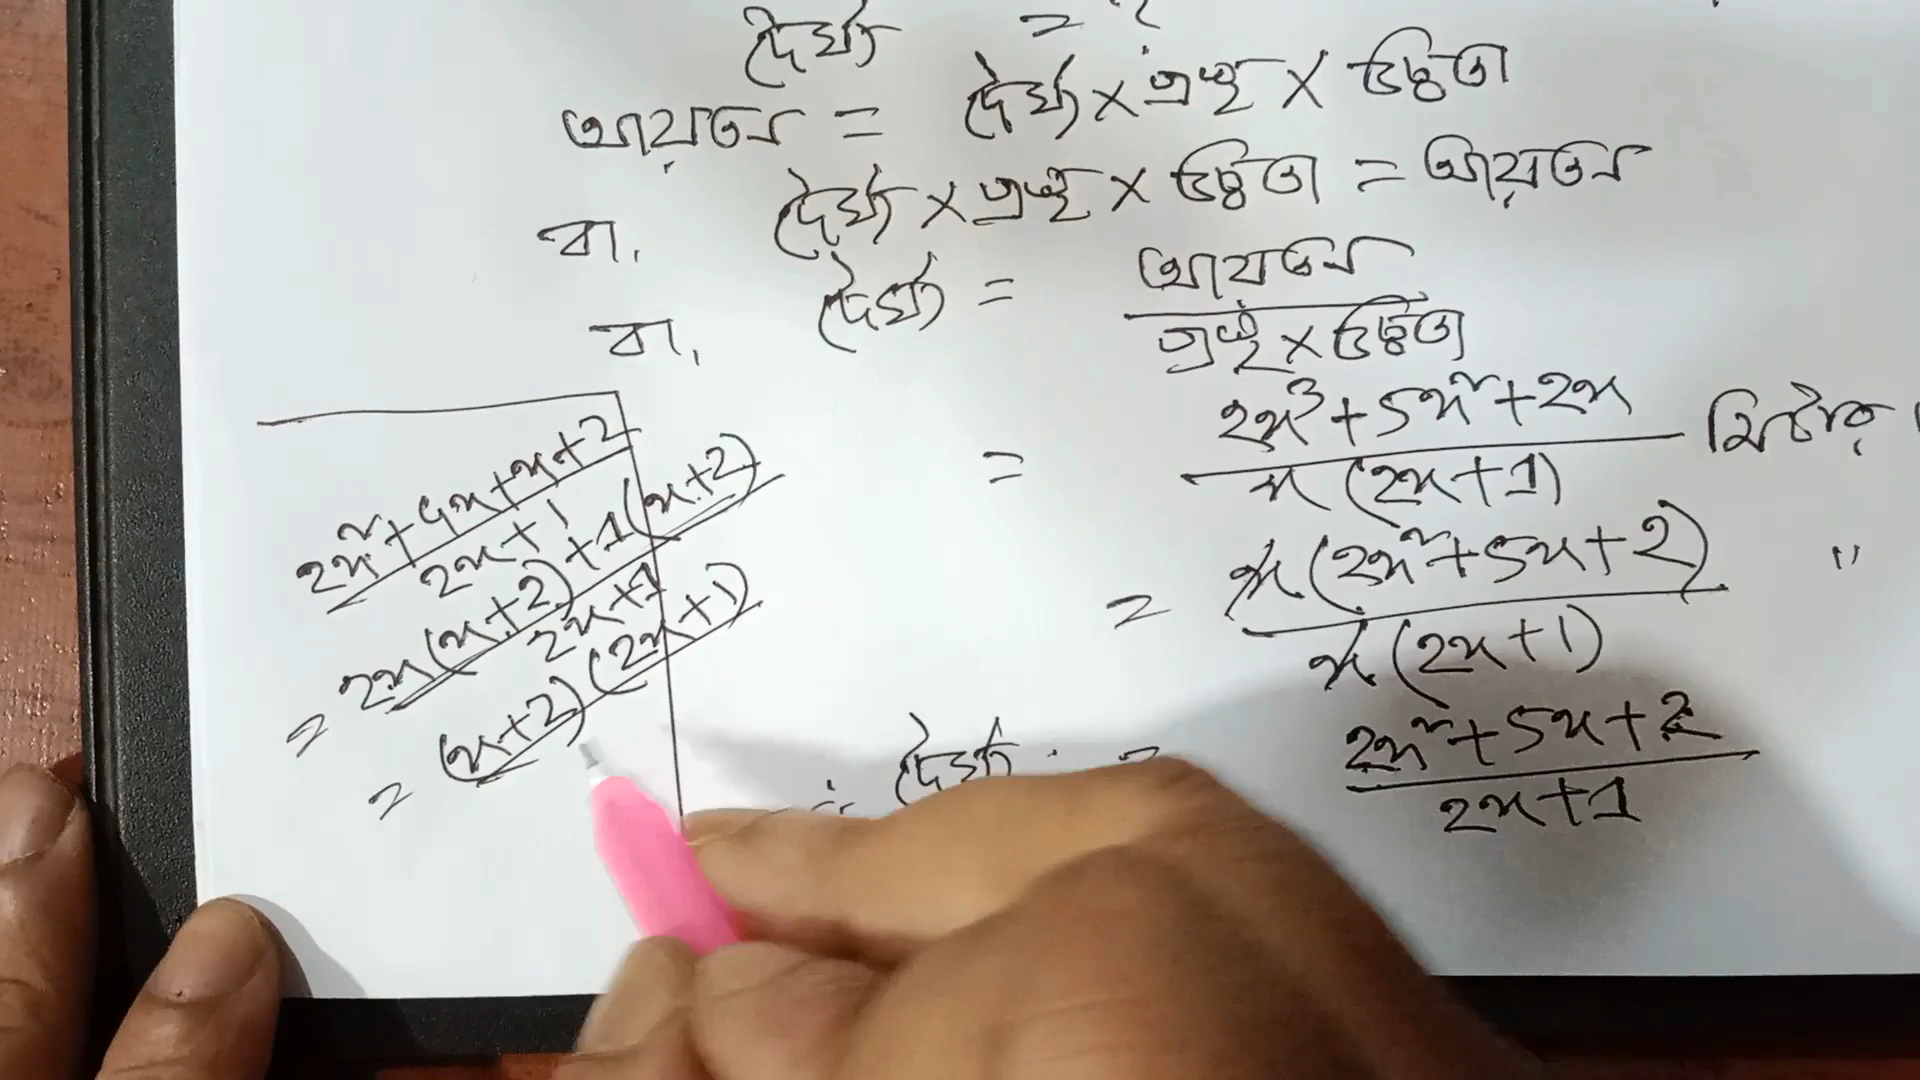 দৈর্ঘ্য = ?
আয়তন = দৈর্ঘ্য × প্রস্থ × উচ্চতা
বা, দৈর্ঘ্য × প্রস্থ × উচ্চতা = আয়তন
বা, দৈর্ঘ্য = আয়তন / প্রস্থ × উচ্চতা
= 2x³+5x²+2x / x(2x+1) মিটার
= x(2x²+5x+2) / x(2x+1) "
∴ দৈর্ঘ্য = 2x²+5x+2 / 2x+1
2x²+4x+x+2 / 2x+1
= 2x(x+2)+1(x+2) / 2x+1
= (x+2)(2x+1)